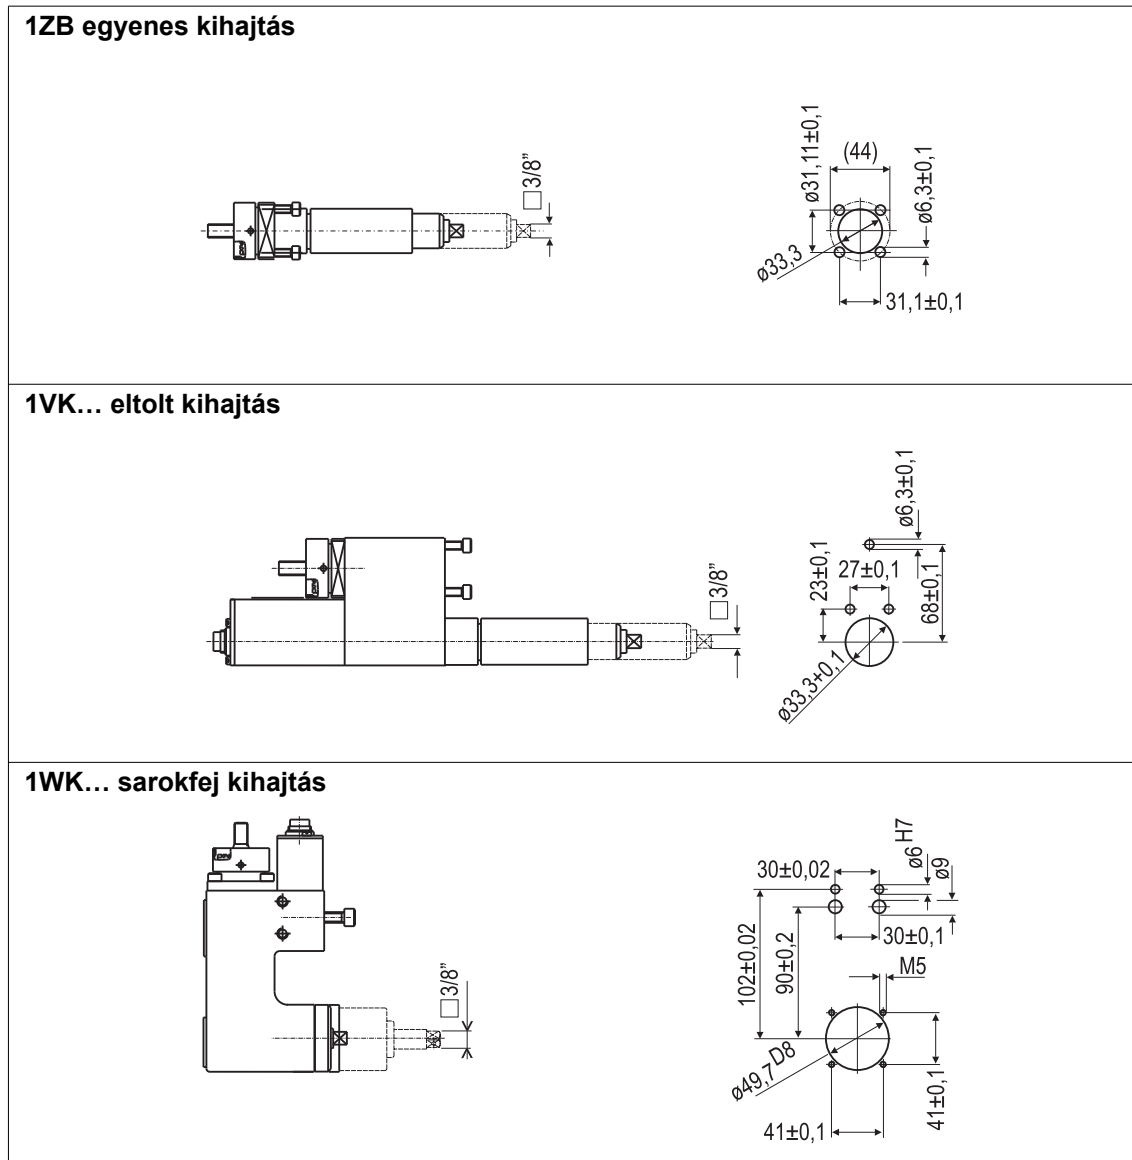 1ZB egyenes kihajtás
□3/8”
ø31,11±0,1
(44)
ø6,3±0,1
ø33,3
31,1±0,1
1VK… eltolt kihajtás
□3/8”
ø6,3±0,1
23±0,1
27±0,1
68±0,1
ø33,3+0,1
1WK… sarokfej kihajtás
□3/8”
30±0,02
ø6 H7
ø9
102±0,02
90±0,2
30±0,1
M5
ø49,7 D8
41±0,1
41±0,1